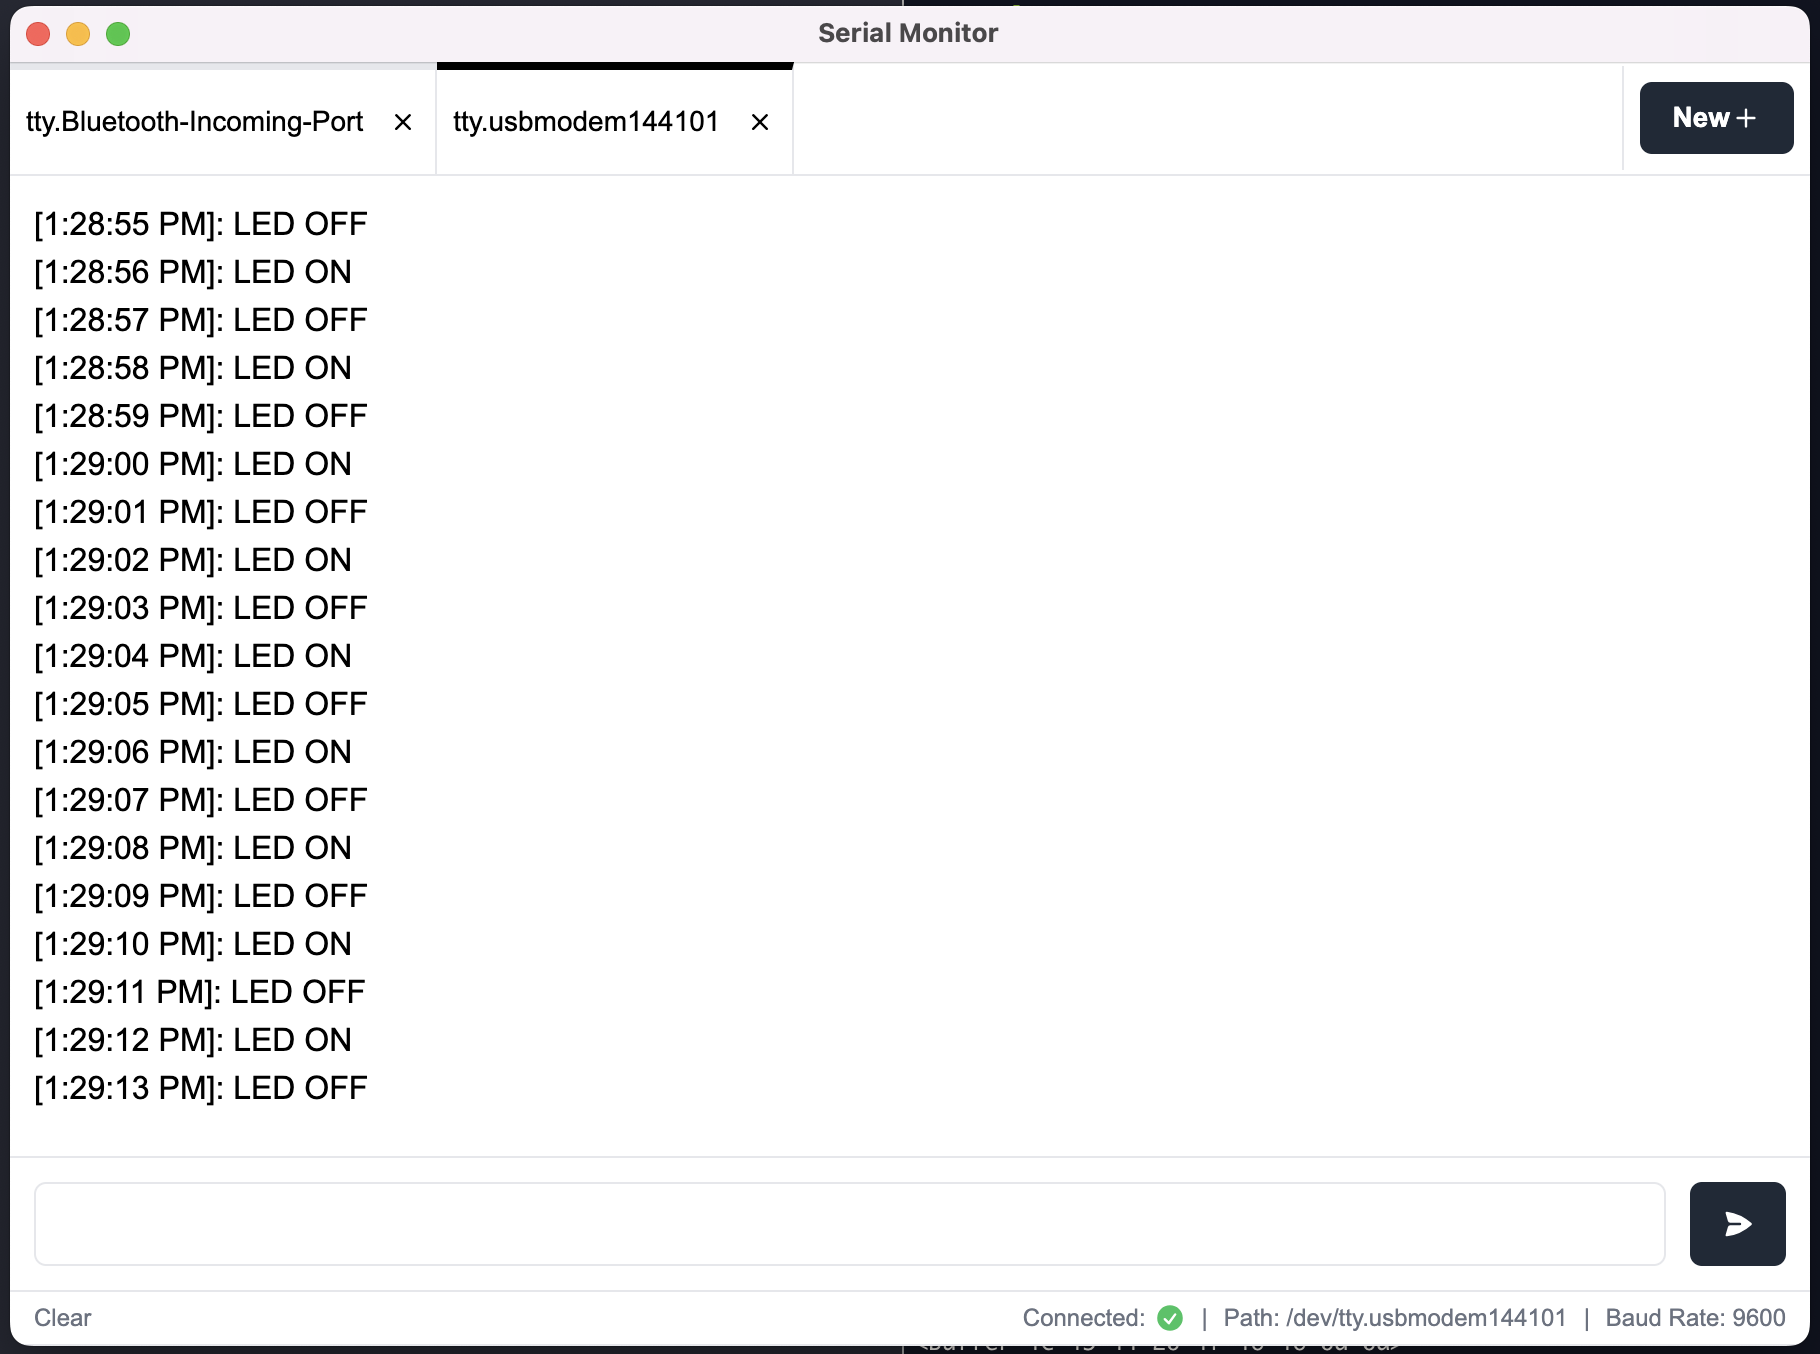 Serial Monitor
tty.Bluetooth-Incoming-Port
tty.usbmodem144101
New
[1:28:55 PM]: LED OFF
[1:28:56 PM]: LED ON
[1:28:57 PM]: LED OFF
[1:28:58 PM]: LED ON
[1:28:59 PM]: LED OFF
[1:29:00 PM]: LED ON
[1:29:01 PM]: LED OFF
[1:29:02 PM]: LED ON
[1:29:03 PM]: LED OFF
[1:29:04 PM]: LED ON
[1:29:05 PM]: LED OFF
[1:29:06 PM]: LED ON
[1:29:07 PM]: LED OFF
[1:29:08 PM]: LED ON
[1:29:09 PM]: LED OFF
[1:29:10 PM]: LED ON
[1:29:11 PM]: LED OFF
[1:29:12 PM]: LED ON
[1:29:13 PM]: LED OFF
Clear
Connected: | Path: /dev/tty.usbmodem144101 | Baud Rate: 9600